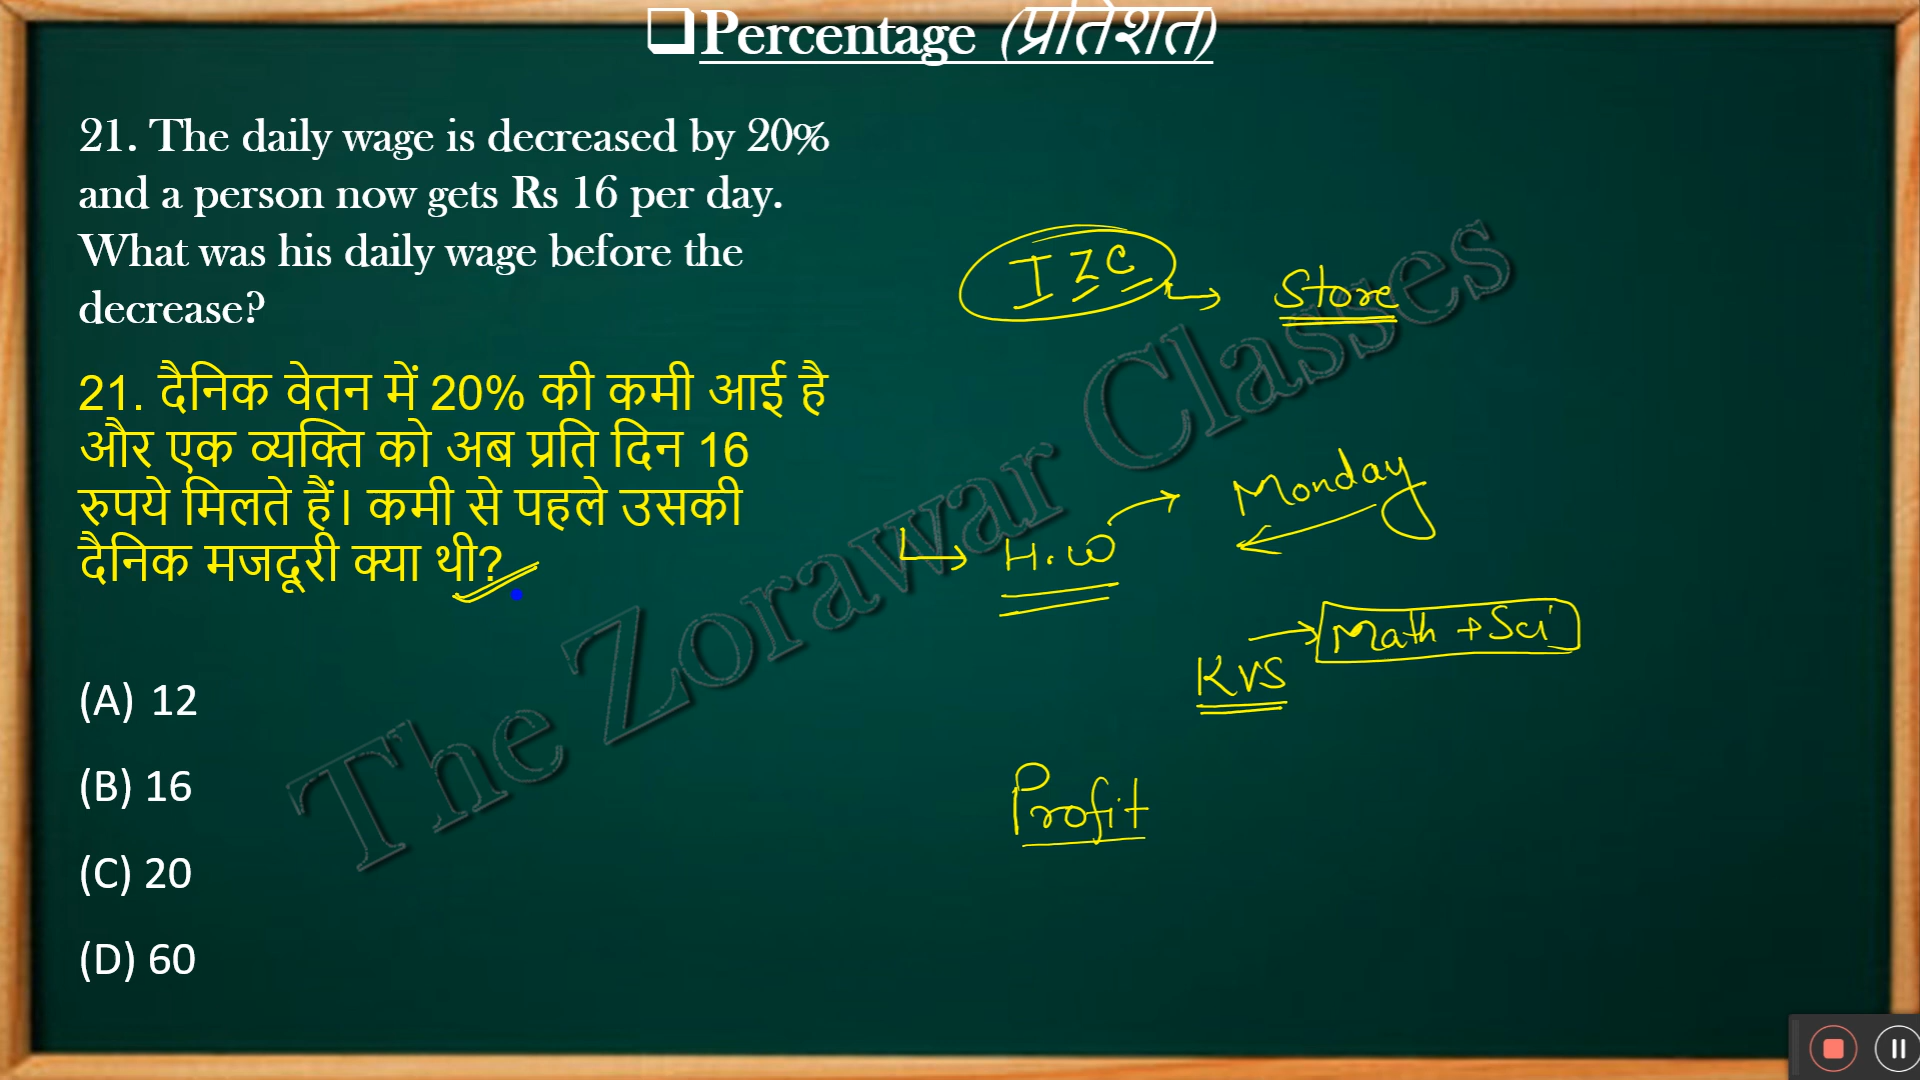 Percentage (प्रतिशत)
21. The daily wage is decreased by 20%
and a person now gets Rs 16 per day.
What was his daily wage before the
decrease?
21. दैनिक वेतन में 20% की कमी आई है
और एक व्यक्ति को अब प्रति दिन 16
रुपये मिलते हैं। कमी से पहले उसकी
दैनिक मजदूरी क्या थी?
(A) 12
(B) 16
(C) 20
(D) 60
IZC
Store
Monday
H.W
Math + Sci
KVS
Profit
The Zorawar Classes